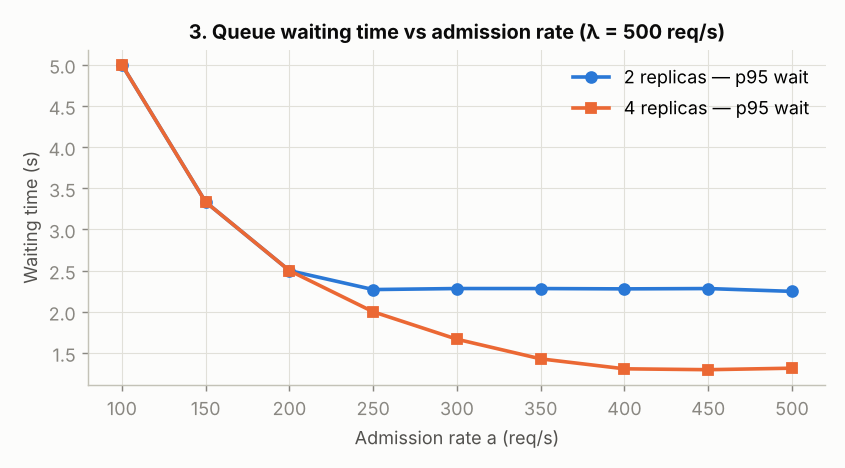 3. Queue waiting time vs admission rate (λ = 500 req/s)
2 replicas — p95 wait
4 replicas — p95 wait
Waiting time (s)
5.0
4.5
4.0
3.5
3.0
2.5
2.0
1.5
100 150 200 250 300 350 400 450 500
Admission rate a (req/s)